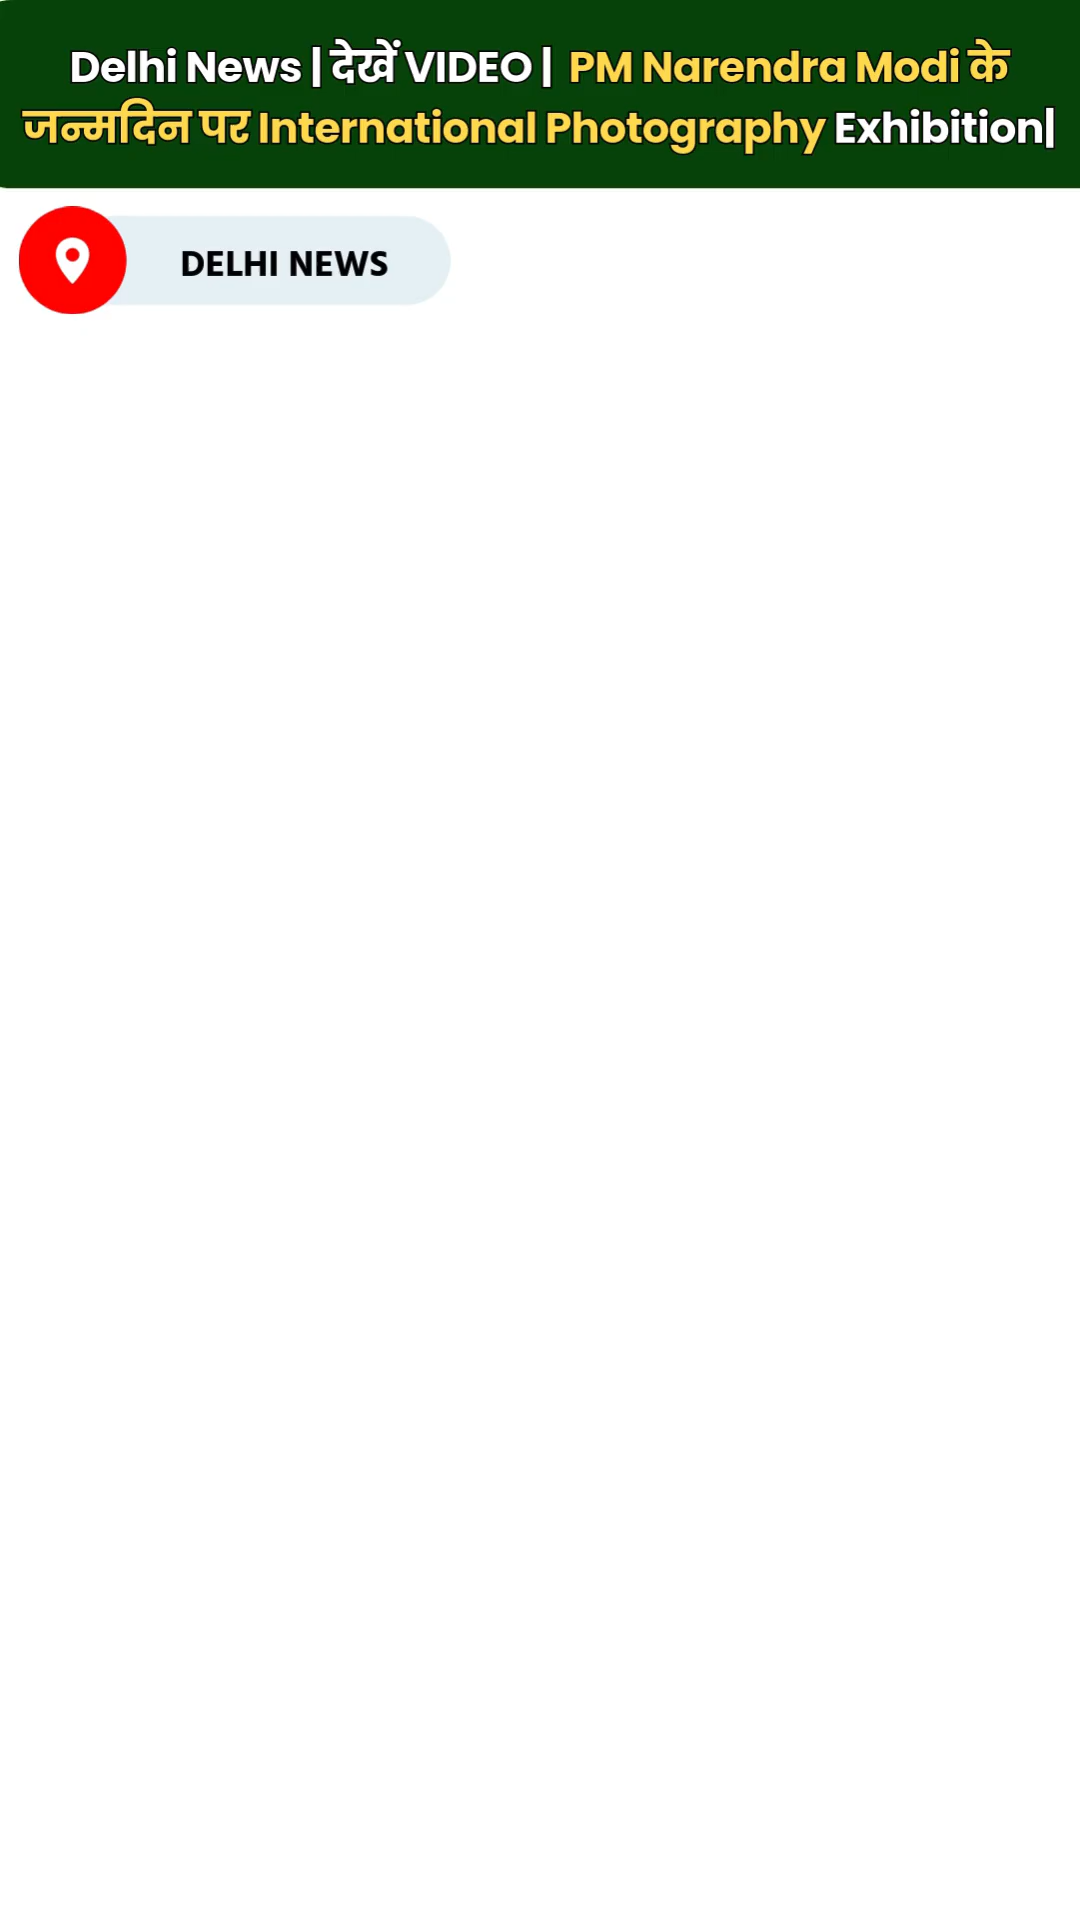 Delhi News | देखें VIDEO | PM Narendra Modi के
जन्मदिन पर International Photography Exhibition|
DELHI NEWS